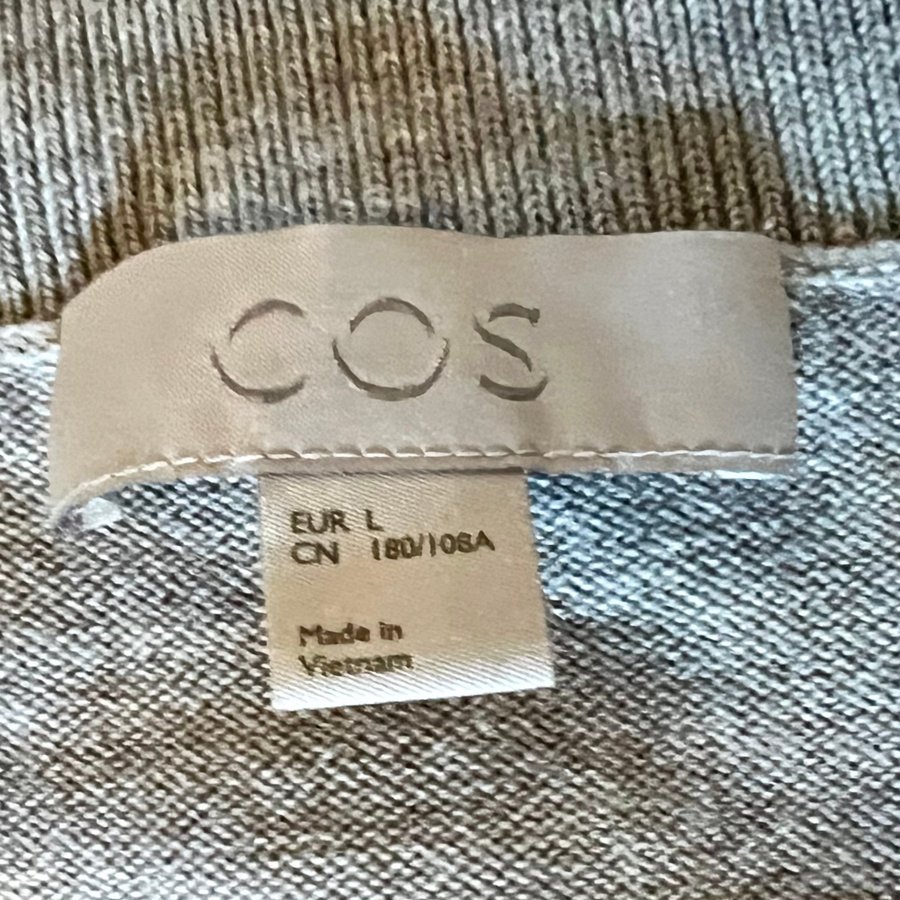 COS
EUR L
CN 180/108A
Made in
Vietnam